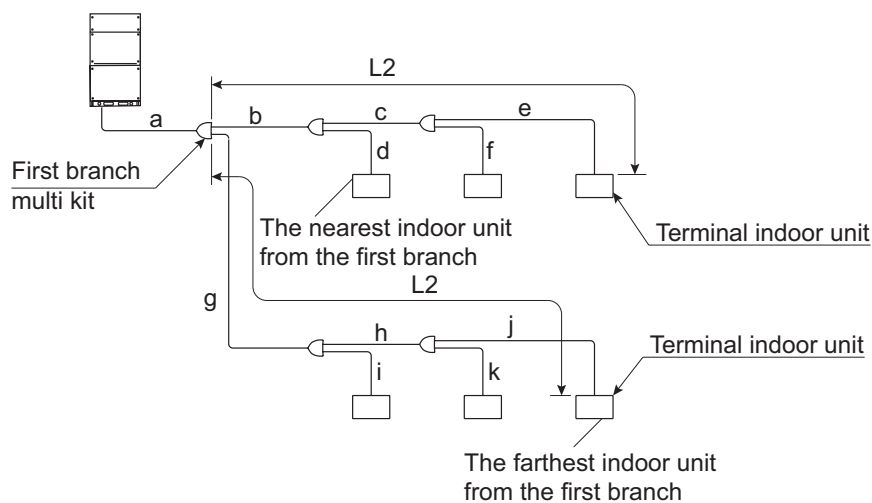 L2
a
b
c
e
First branch
multi kit
d
f
The nearest indoor unit
from the first branch
Terminal indoor unit
g
L2
h
j
Terminal indoor unit
i
k
The farthest indoor unit
from the first branch